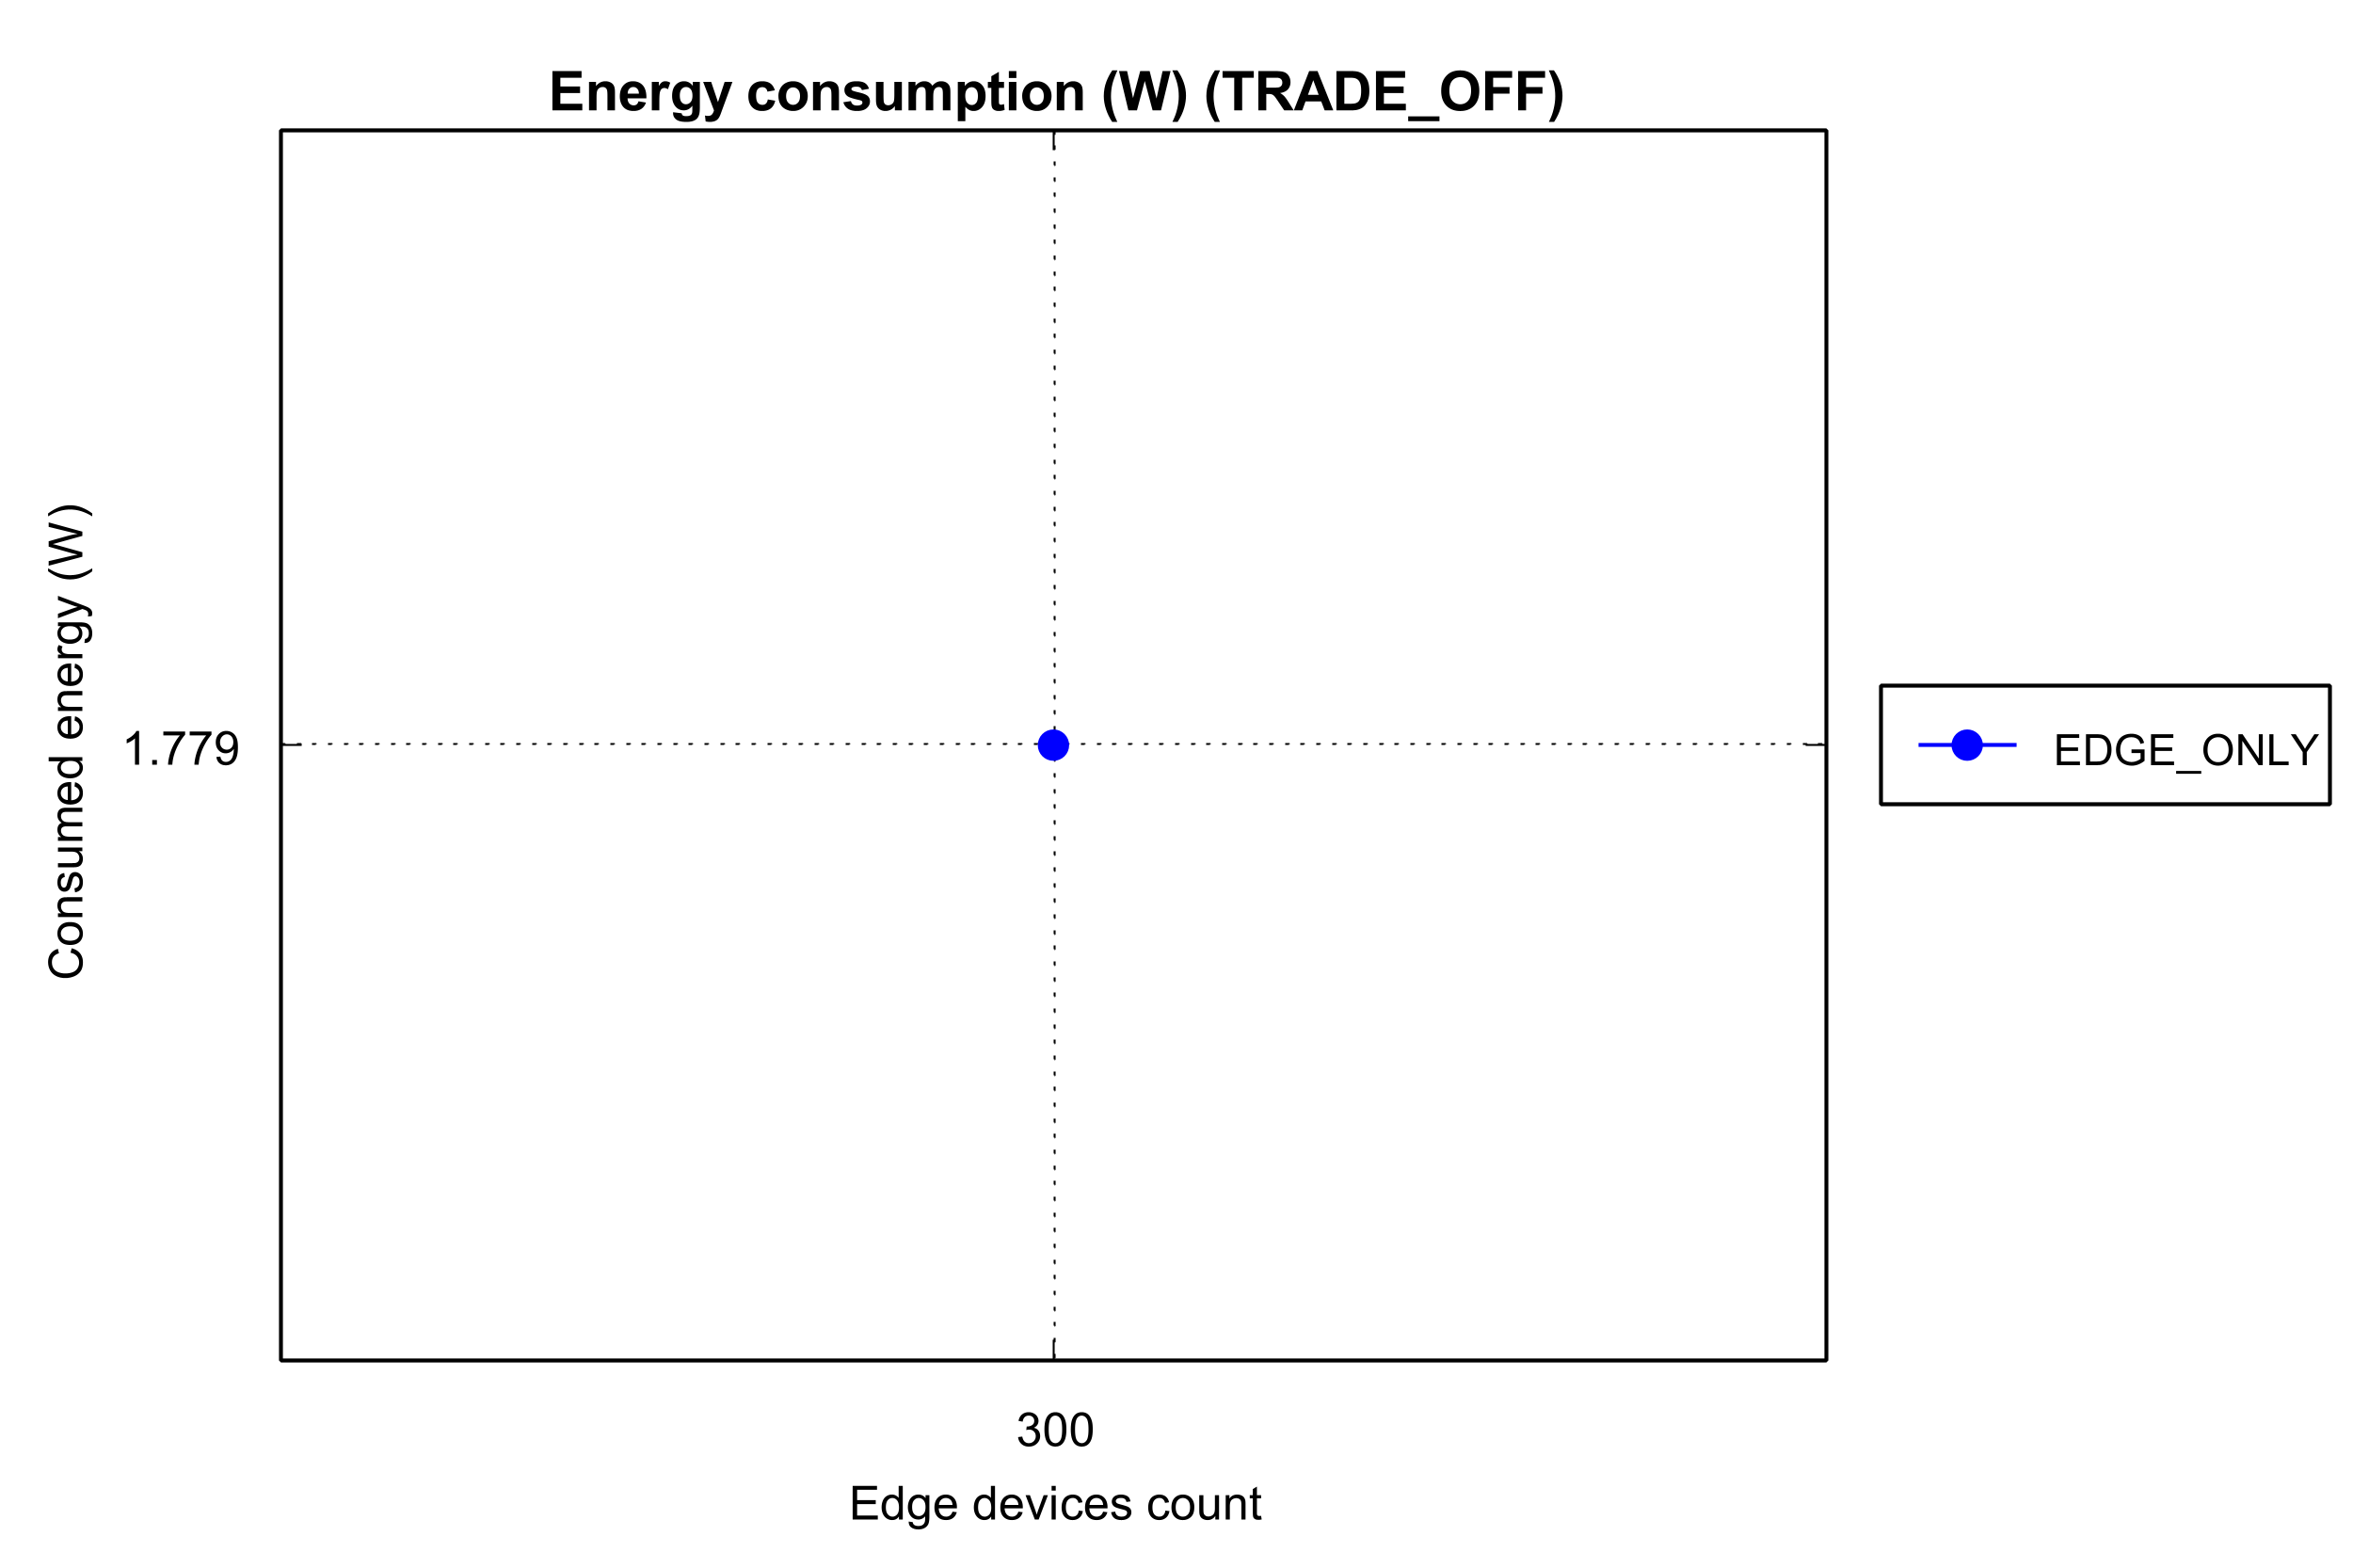 Energy consumption (W) (TRADE_OFF)
Consumed energy (W)
1.779
EDGE_ONLY
300
Edge devices count